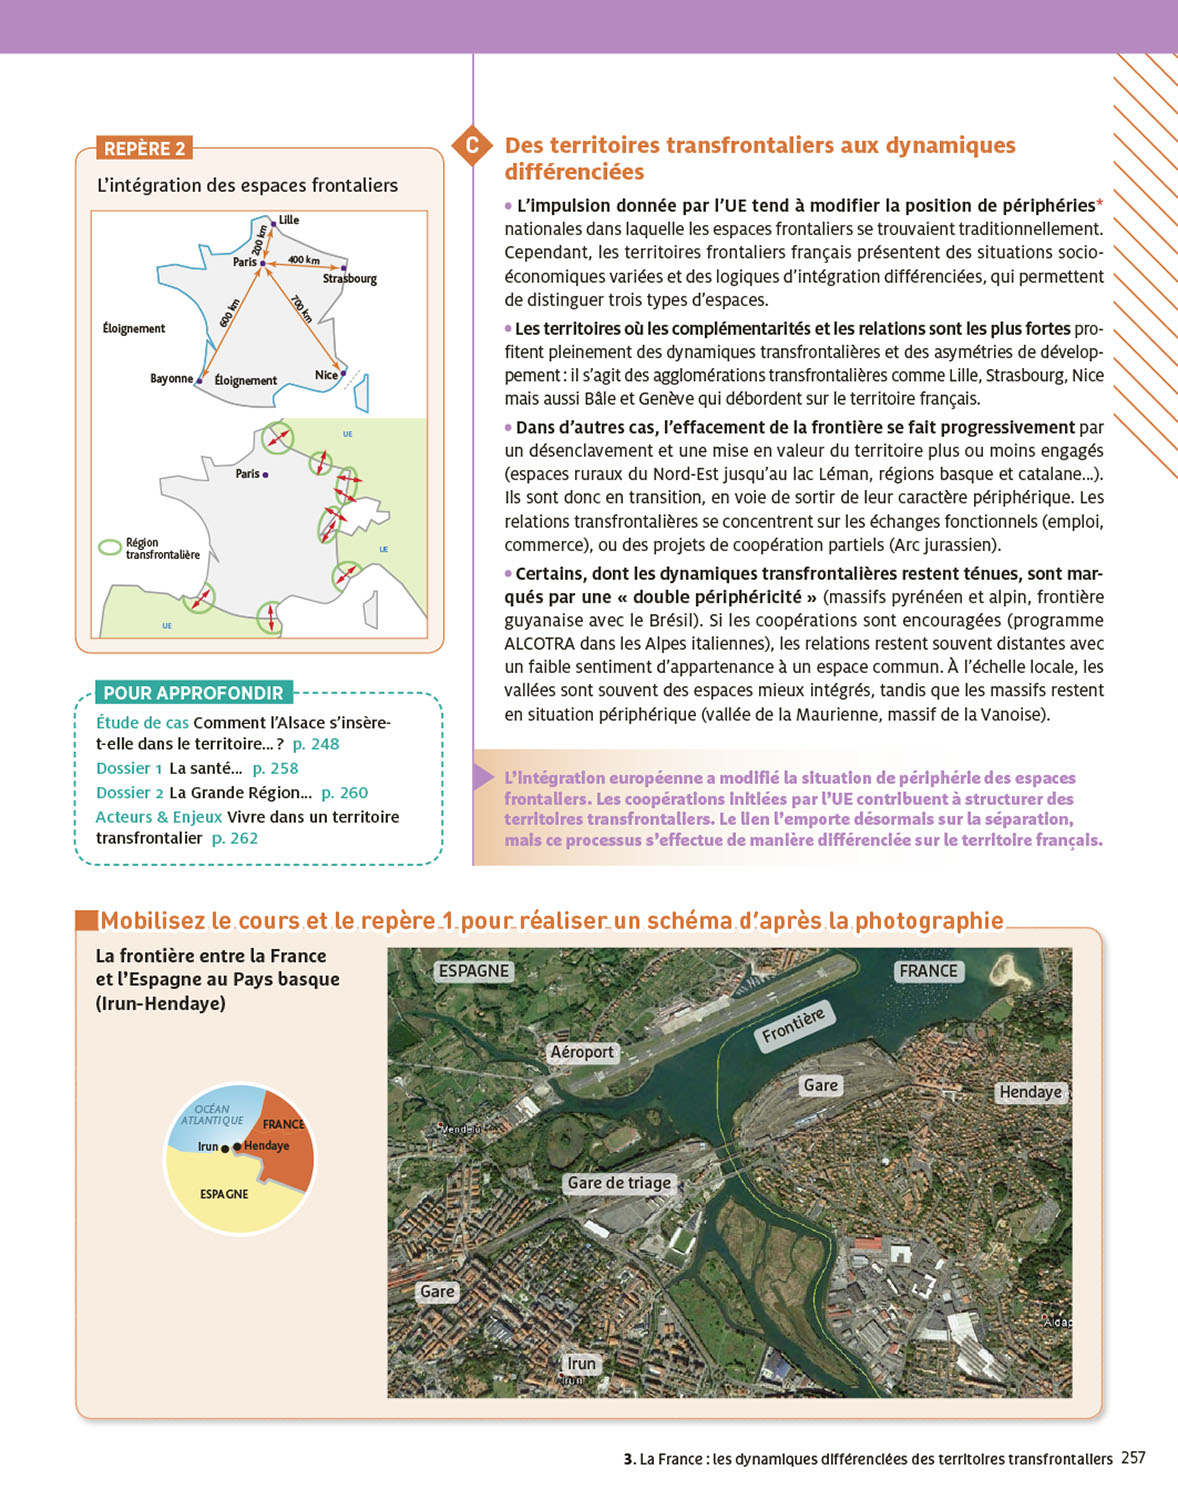 REPÈRE 2
L’intégration des espaces frontaliers
Lille
200 km
Paris
400 km
Strasbourg
600 km
700 km
Éloignement
Bayonne
Éloignement
Nice
UE
Paris
Région
transfrontalière
UE
UE
POUR APPROFONDIR
Étude de cas Comment l’Alsace s’insère-
t-elle dans le territoire... ? p. 248
Dossier 1 La santé... p. 258
Dossier 2 La Grande Région... p. 260
Acteurs & Enjeux Vivre dans un territoire
transfrontalier p. 262
C
Des territoires transfrontaliers aux dynamiques
différenciées
• L’impulsion donnée par l’UE tend à modifier la position de périphéries*
nationales dans laquelle les espaces frontaliers se trouvaient traditionnellement.
Cependant, les territoires frontaliers français présentent des situations socio-
économiques variées et des logiques d’intégration différenciées, qui permettent
de distinguer trois types d’espaces.
• Les territoires où les complémentarités et les relations sont les plus fortes pro-
fitent pleinement des dynamiques transfrontalières et des asymétries de dévelop-
pement : il s’agit des agglomérations transfrontalières comme Lille, Strasbourg, Nice
mais aussi Bâle et Genève qui débordent sur le territoire français.
• Dans d’autres cas, l’effacement de la frontière se fait progressivement par
un désenclavement et une mise en valeur du territoire plus ou moins engagés
(espaces ruraux du Nord-Est jusqu’au lac Léman, régions basque et catalane...).
Ils sont donc en transition, en voie de sortir de leur caractère périphérique. Les
relations transfrontalières se concentrent sur les échanges fonctionnels (emploi,
commerce), ou des projets de coopération partiels (Arc jurassien).
• Certains, dont les dynamiques transfrontalières restent ténues, sont mar-
qués par une « double périphéricité » (massifs pyrénéen et alpin, frontière
guyanaise avec le Brésil). Si les coopérations sont encouragées (programme
ALCOTRA dans les Alpes italiennes), les relations restent souvent distantes avec
un faible sentiment d’appartenance à un espace commun. À l’échelle locale, les
vallées sont souvent des espaces mieux intégrés, tandis que les massifs restent
en situation périphérique (vallée de la Maurienne, massif de la Vanoise).
L’intégration européenne a modifié la situation de périphérie des espaces
frontaliers. Les coopérations initiées par l’UE contribuent à structurer des
territoires transfrontaliers. Le lien l’emporte désormais sur la séparation,
mais ce processus s’effectue de manière différenciée sur le territoire français.
Mobilisez le cours et le repère 1 pour réaliser un schéma d’après la photographie
La frontière entre la France
et l’Espagne au Pays basque
(Irun-Hendaye)
OCÉAN
ATLANTIQUE
FRANCE
Irun
Hendaye
ESPAGNE
ESPAGNE
FRANCE
Frontière
Aéroport
Gare
Hendaye
Vendelu
Gare de triage
Gare
Aldap
Irun
Irun
3. La France : les dynamiques différenciées des territoires transfrontaliers 257